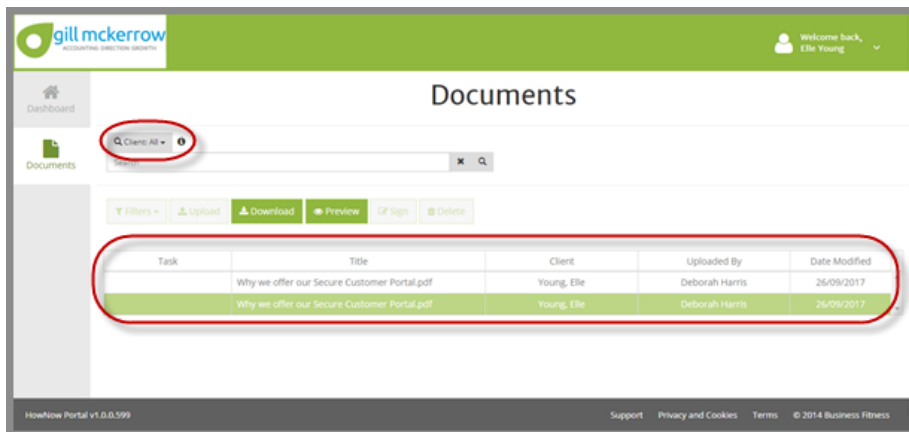 gill mckerrow
ACCOUNTING DIRECTION GROWTH
Welcome back,
Elle Young
Dashboard
Documents
Documents
Client: All
Search
Filters Upload Download Preview Sign Delete
Task Title Client Uploaded By Date Modified
Why we offer our Secure Customer Portal.pdf Young, Elle Deborah Harris 26/09/2017
Why we offer our Secure Customer Portal.pdf Young, Elle Deborah Harris 26/09/2017
HowNow Portal v1.0.0.599 Support Privacy and Cookies Terms © 2014 Business Fitness